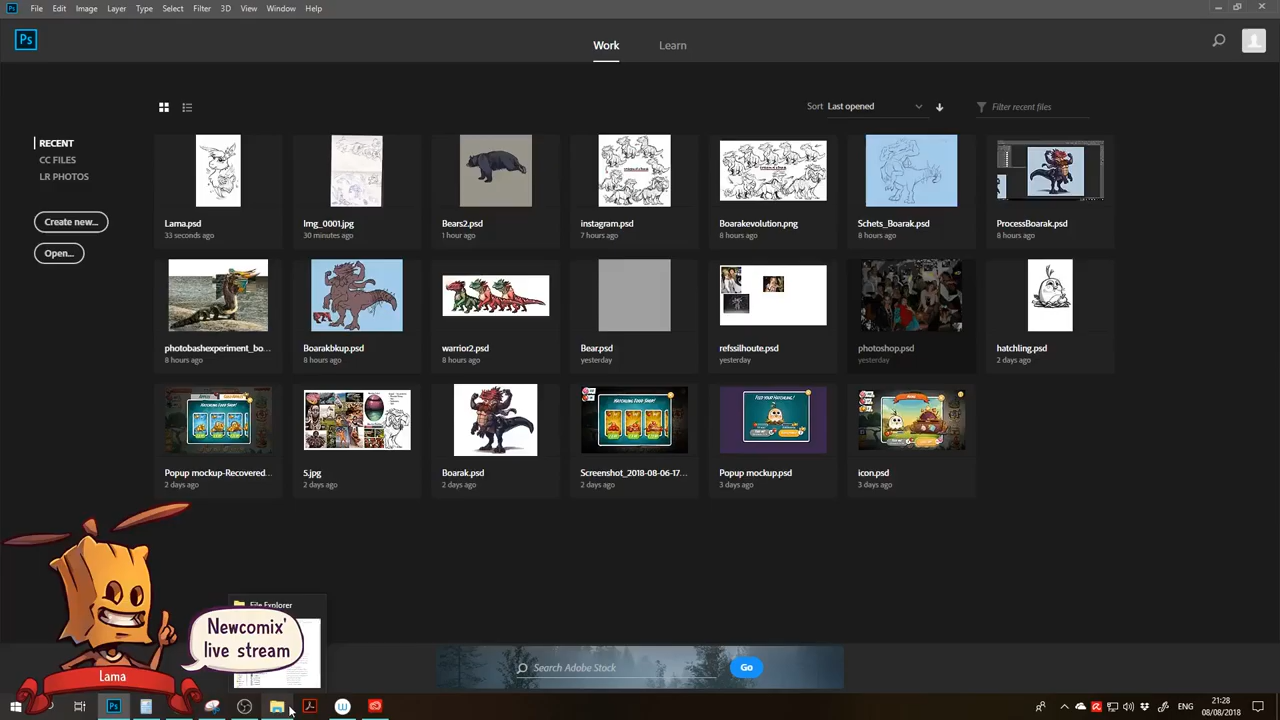 Ps File Edit Image Layer Type Select Filter 3D View Window Help
Ps
Work Learn
Sort Last opened Filter recent files
RECENT
CC FILES
LR PHOTOS
Create new...
Open...
Lama.psd Img_0001.jpg Bears2.psd instagram.psd Boarakevolution.png Schets_Boarak.psd ProcessBoarak.psd
33 seconds ago 30 minutes ago 1 hour ago 7 hours ago 8 hours ago 8 hours ago 8 hours ago
photobashexperiment_bo... Boarakbkup.psd warrior2.psd Bear.psd refssilhoute.psd photoshop.psd hatchling.psd
8 hours ago 8 hours ago 8 hours ago yesterday yesterday yesterday 2 days ago
Popup mockup-Recovered... 5.jpg Boarak.psd Screenshot_2018-08-06-17... Popup mockup.psd icon.psd
2 days ago 2 days ago 2 days ago 2 days ago 3 days ago 3 days ago
File Explorer
Newcomix'
live stream
Lama
Search Adobe Stock Go
Ps
21:28
08/08/2018